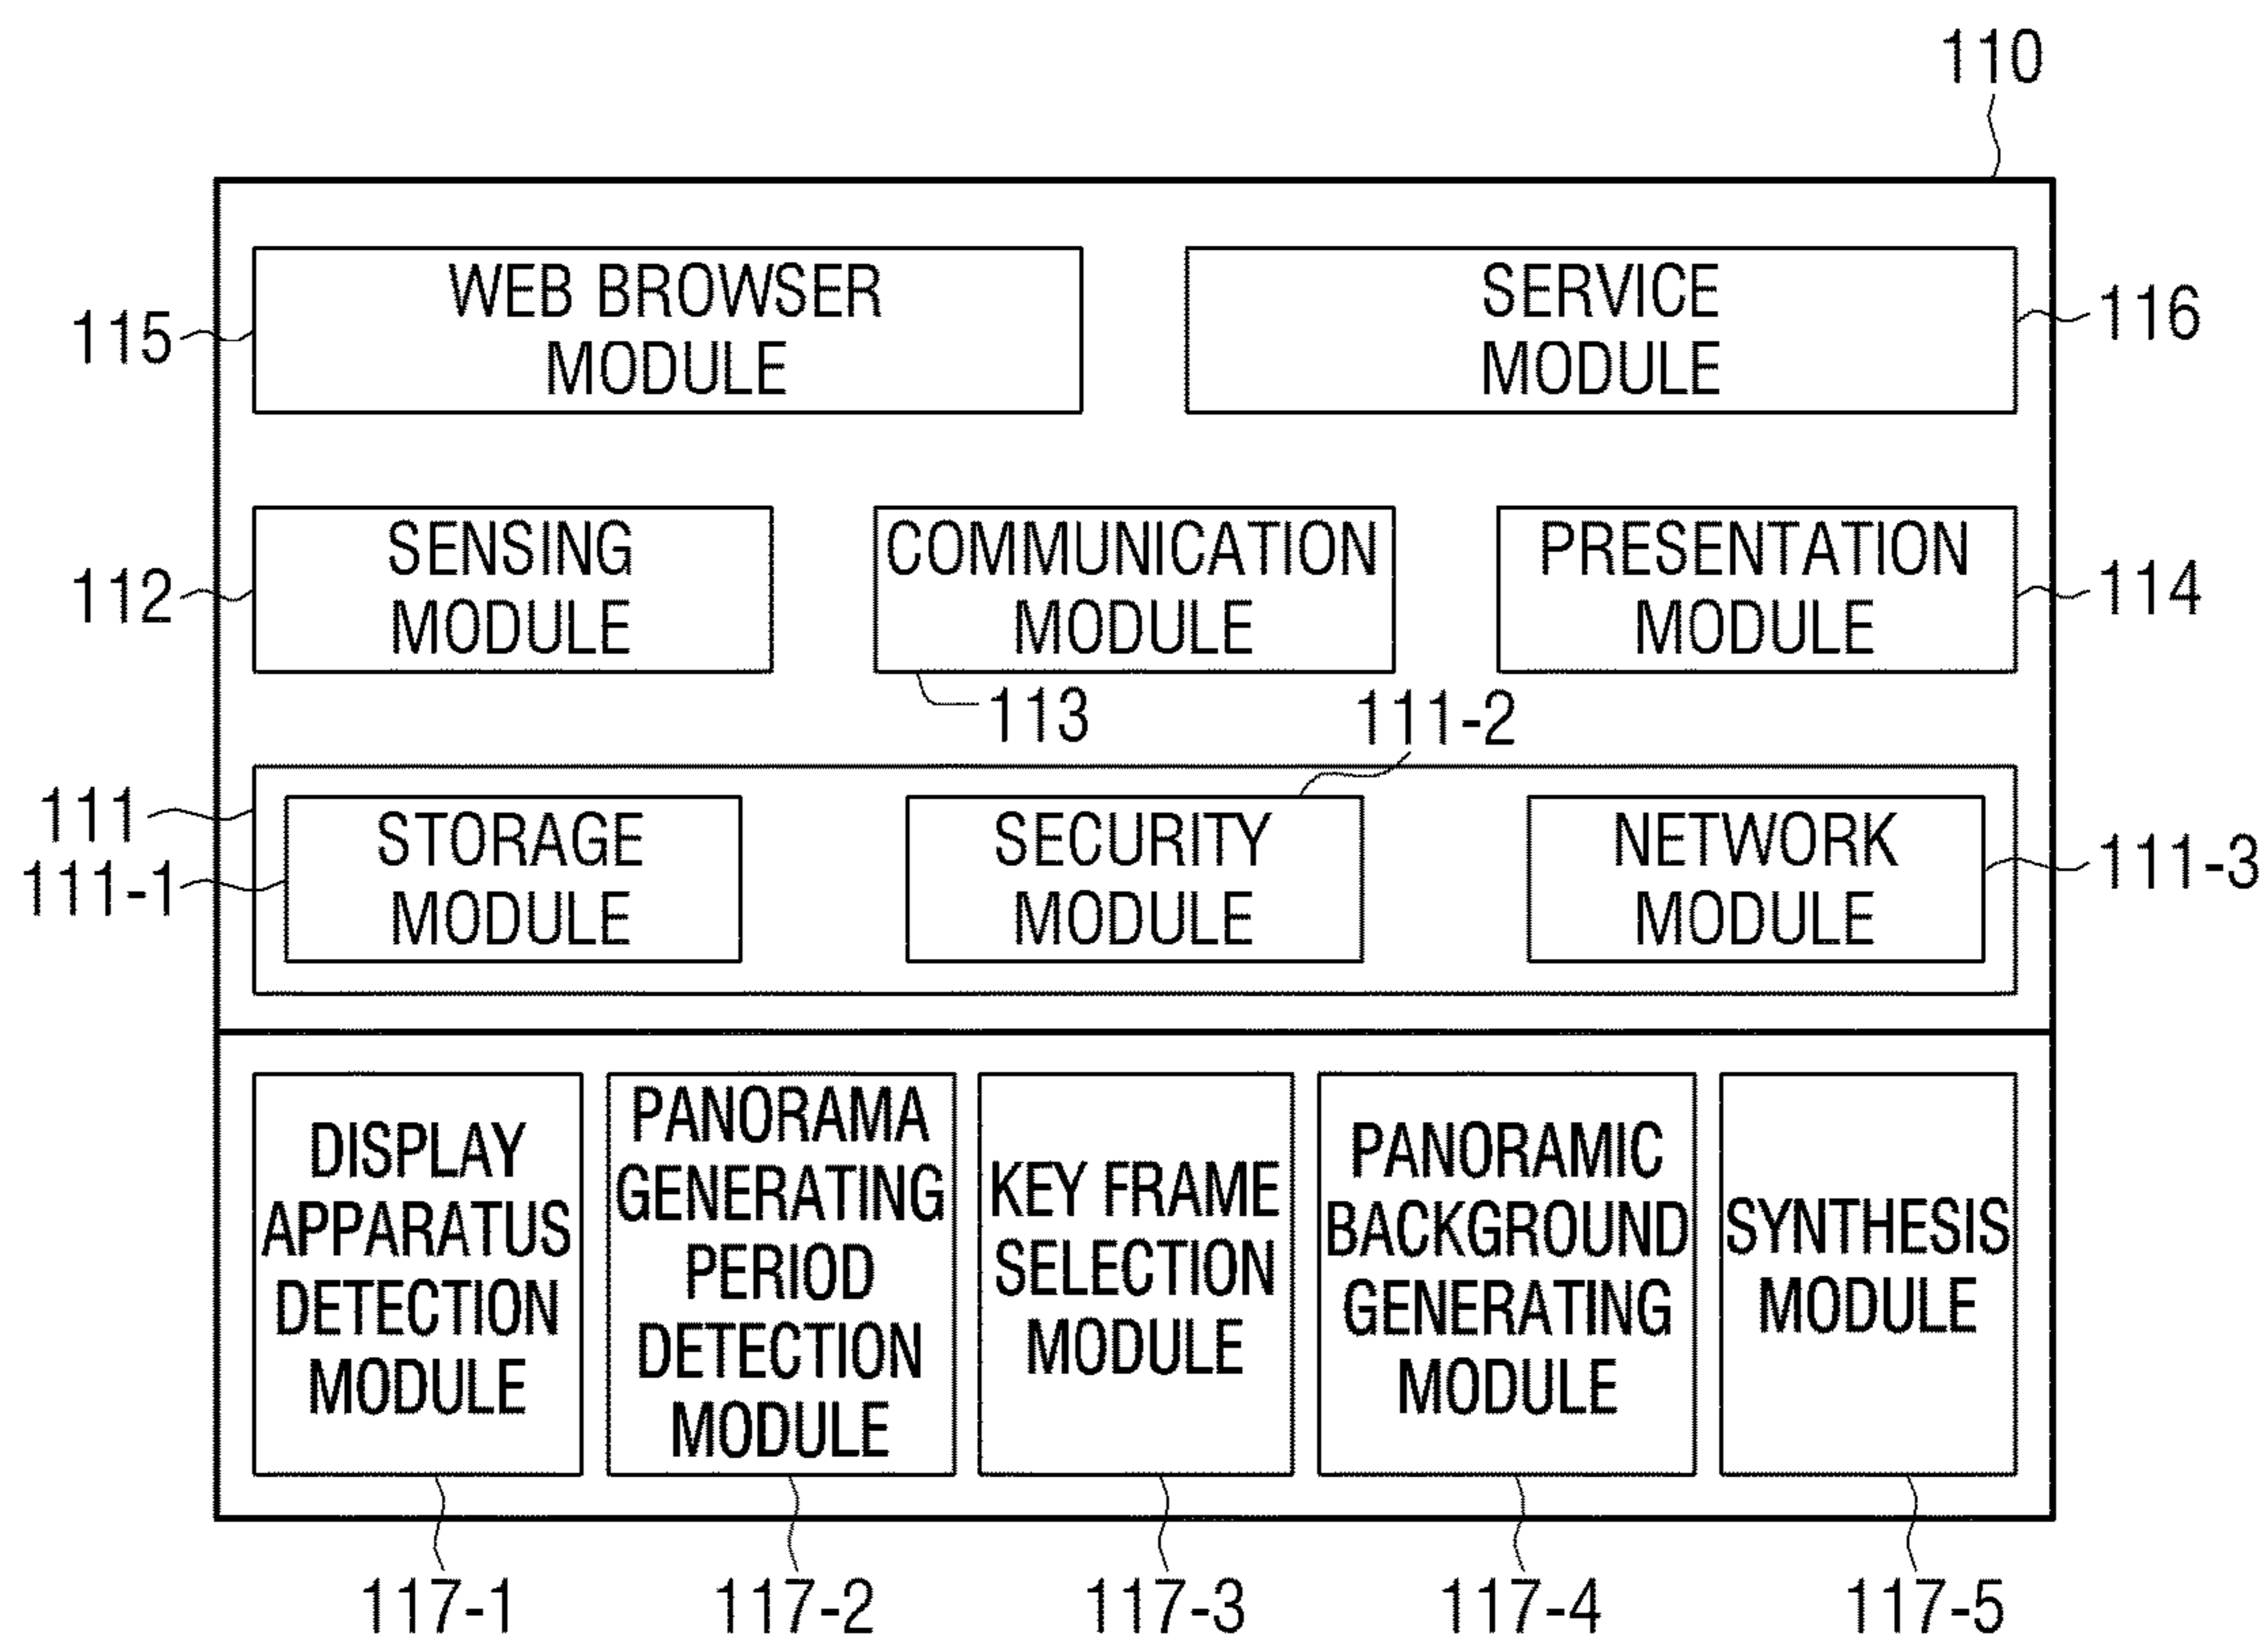 110
WEB BROWSER
MODULE
115
SERVICE
MODULE
116
SENSING
MODULE
112
COMMUNICATION
MODULE
113
PRESENTATION
MODULE
114
111
STORAGE
MODULE
111-1
SECURITY
MODULE
111-2
NETWORK
MODULE
111-3
DISPLAY
APPARATUS
DETECTION
MODULE
117-1
PANORAMA
GENERATING
PERIOD
DETECTION
MODULE
117-2
KEY FRAME
SELECTION
MODULE
117-3
PANORAMIC
BACKGROUND
GENERATING
MODULE
117-4
SYNTHESIS
MODULE
117-5